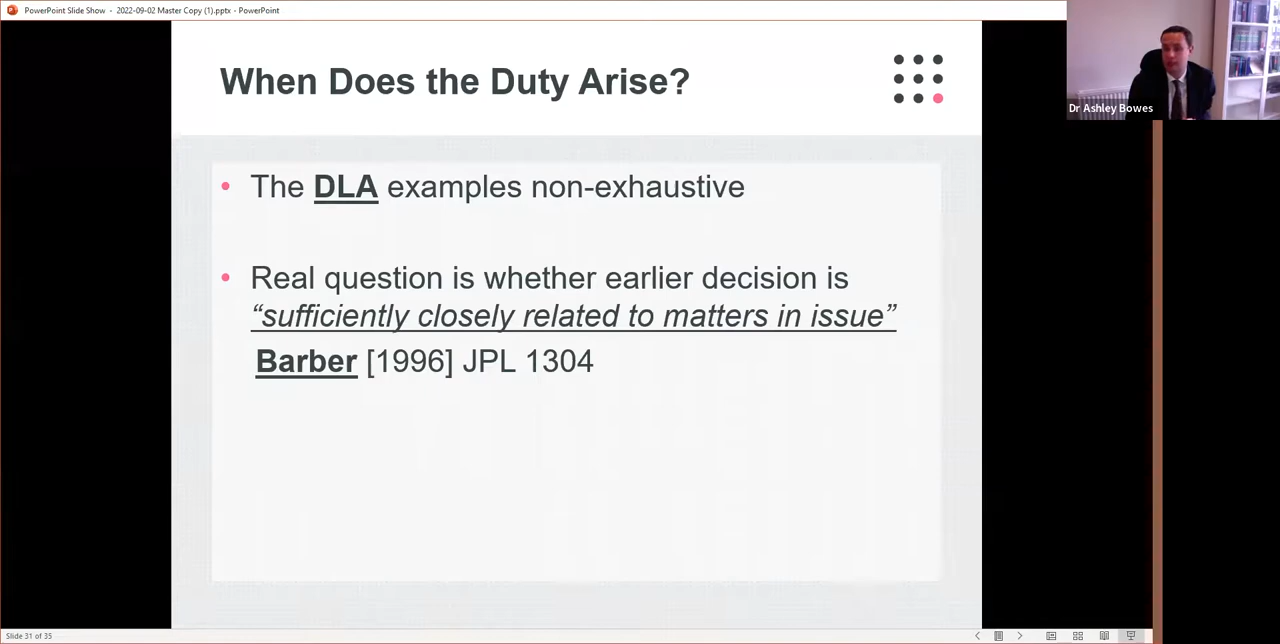 PowerPoint Slide Show - 2022-09-02 Master Copy (1).pptx - PowerPoint
Dr Ashley Bowes
When Does the Duty Arise?
• The DLA examples non-exhaustive
• Real question is whether earlier decision is
“sufficiently closely related to matters in issue”
Barber [1996] JPL 1304
Slide 31 of 35